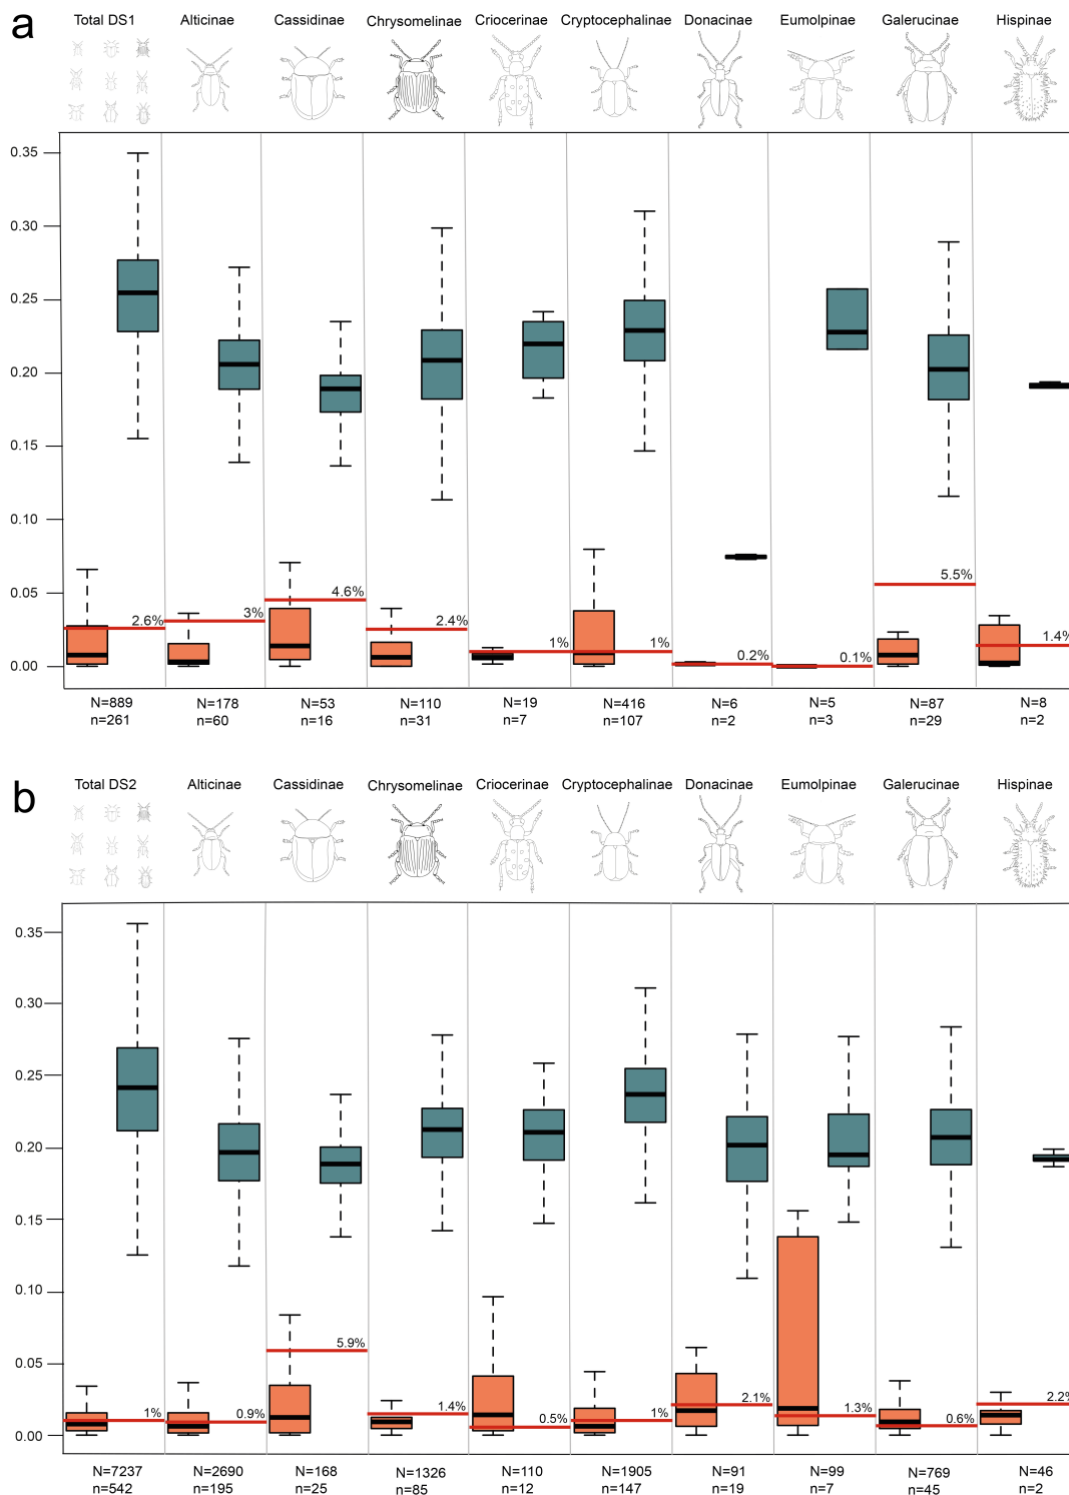 a
Total DS1 Alticinae Cassidinae Chrysomelinae Criocerinae Cryptocephalinae Donacinae Eumolpinae Galerucinae Hispinae
0.35
0.30
0.25
0.20
0.15
0.10
0.05
0.00
2.6% 3% 4.6% 2.4% 1% 1% 0.2% 0.1% 5.5% 1.4%
N=889 N=178 N=53 N=110 N=19 N=416 N=6 N=5 N=87 N=8
n=261 n=60 n=16 n=31 n=7 n=107 n=2 n=3 n=29 n=2
b
Total DS2 Alticinae Cassidinae Chrysomelinae Criocerinae Cryptocephalinae Donacinae Eumolpinae Galerucinae Hispinae
0.35
0.30
0.25
0.20
0.15
0.10
0.05
0.00
1% 0.9% 5.9% 1.4% 0.5% 1% 2.1% 1.3% 0.6% 2.2%
N=7237 N=2690 N=168 N=1326 N=110 N=1905 N=91 N=99 N=769 N=46
n=542 n=195 n=25 n=85 n=12 n=147 n=19 n=7 n=45 n=2